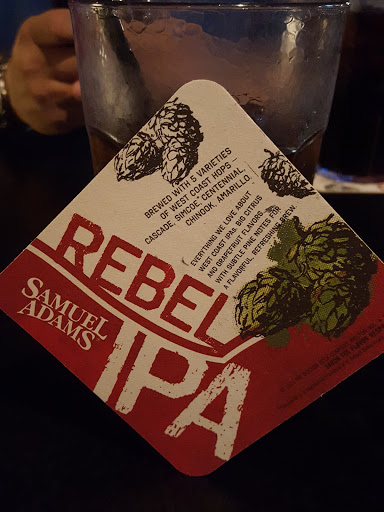 BREWED WITH 5 VARIETIES
OF WEST COAST HOPS –
CASCADE, SIMCOE, CENTENNIAL,
CHINOOK, AMARILLO.
EVERYTHING WE LOVE ABOUT
WEST COAST IPAs: BIG CITRUS
AND GRAPEFRUIT FLAVORS
WITH SUBTLE PINE NOTES FOR
A FLAVORFUL, REFRESHING BREW.
REBEL
IPA
SAMUEL
ADAMS